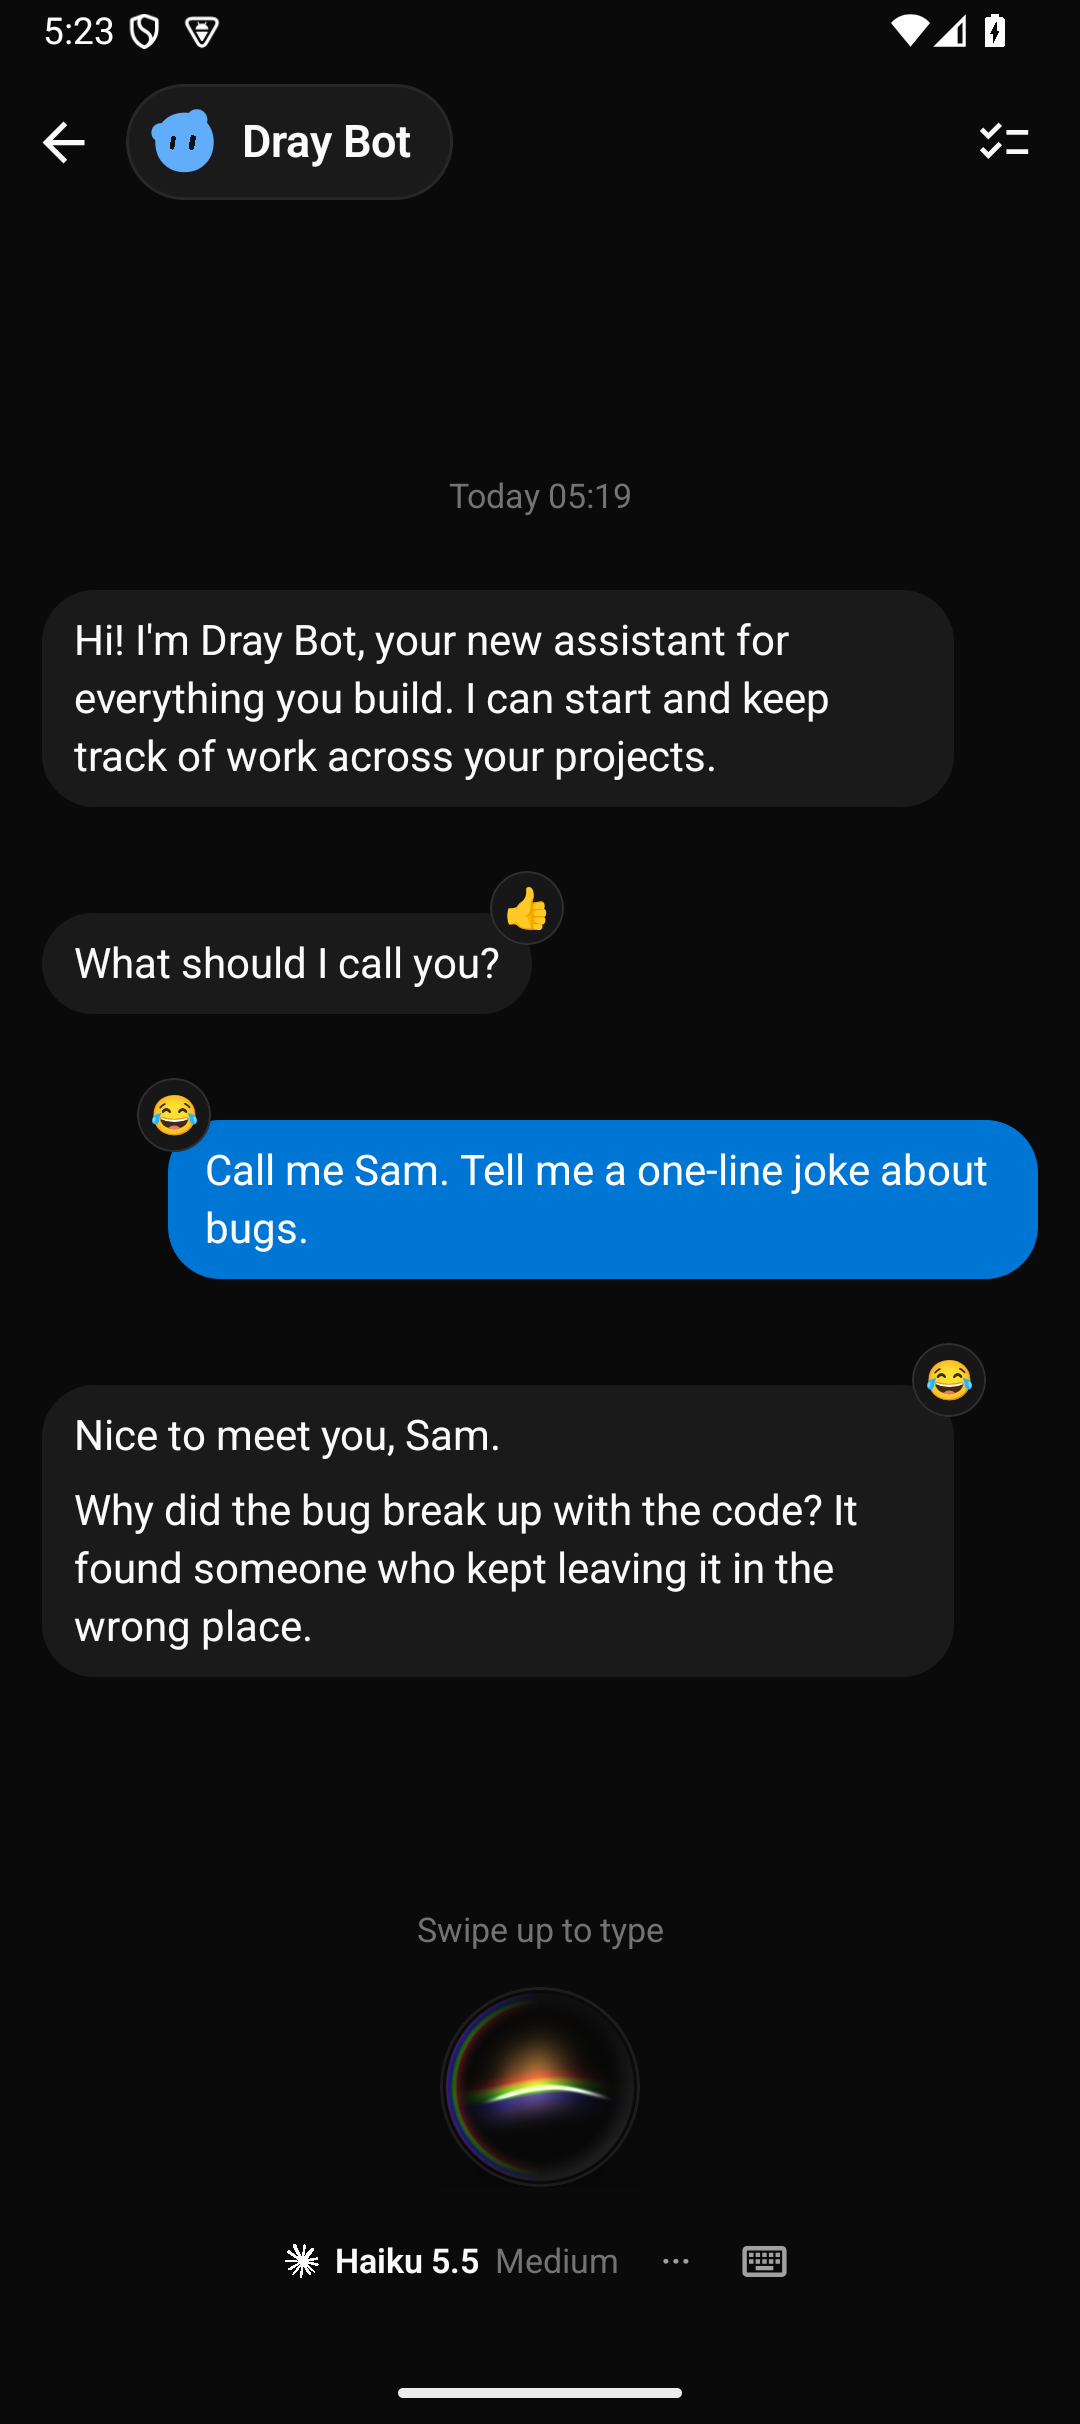 5:23
Dray Bot
Today 05:19
Hi! I'm Dray Bot, your new assistant for
everything you build. I can start and keep
track of work across your projects.
👍
What should I call you?
😂
Call me Sam. Tell me a one-line joke about
bugs.
😂
Nice to meet you, Sam.
Why did the bug break up with the code? It
found someone who kept leaving it in the
wrong place.
Swipe up to type
Haiku 5.5 Medium ...